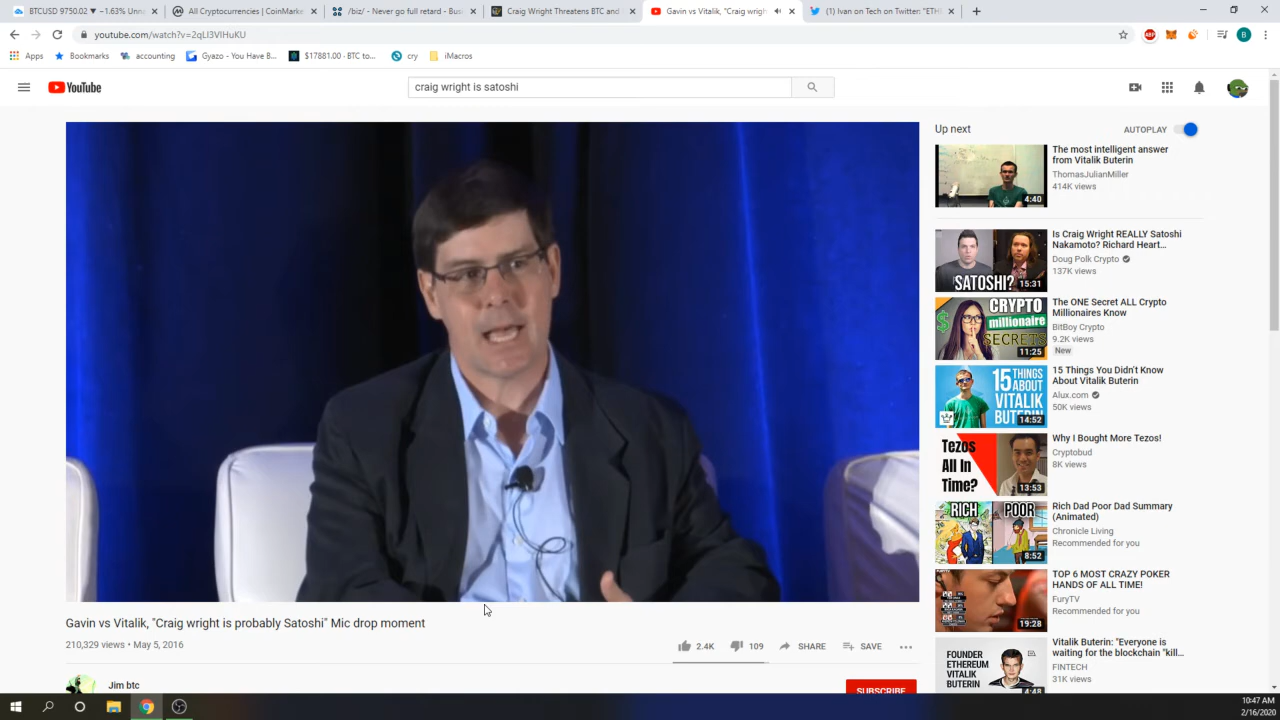 BTCUSD 9750.02 ▼ −1.63% Unnar
All Cryptocurrencies | CoinMarke
/biz/ - Never go full retard - Busi
Craig Wright Threatens BTC and
Gavin vs Vitalik, "Craig wright
(1) Ivan on Tech on Twitter: "ETH
youtube.com/watch?v=2qLI3VIHuKU
Apps
Bookmarks
accounting
Gyazo - You Have B...
$17881.00 - BTC to...
cry
iMacros
ABP
B
YouTube
craig wright is satoshi
Up next
AUTOPLAY
The most intelligent answer
from Vitalik Buterin
ThomasJulianMiller
414K views
4:40
Is Craig Wright REALLY Satoshi
Nakamoto? Richard Heart...
Doug Polk Crypto
137K views
SATOSHI?
15:31
The ONE Secret ALL Crypto
Millionaires Know
BitBoy Crypto
9.2K views
New
CRYPTO
millionaire
SECRETS
11:25
15 Things You Didn't Know
About Vitalik Buterin
Alux.com
50K views
15 THINGS
ABOUT
VITALIK
BUTERIN
14:52
Why I Bought More Tezos!
Cryptobud
8K views
Tezos
All In
Time?
13:53
Rich Dad Poor Dad Summary
(Animated)
Chronicle Living
Recommended for you
RICH
POOR
8:52
TOP 6 MOST CRAZY POKER
HANDS OF ALL TIME!
FuryTV
Recommended for you
19:28
Vitalik Buterin: "Everyone is
waiting for the blockchain "kill...
FINTECH
31K views
FOUNDER
ETHEREUM
VITALIK
BUTERIN
4:48
Gavin vs Vitalik, "Craig wright is probably Satoshi" Mic drop moment
210,329 views • May 5, 2016
2.4K
109
SHARE
SAVE
Jim btc
SUBSCRIBE
10:47 AM
2/16/2020